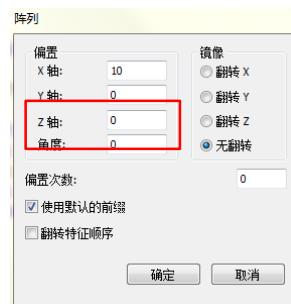 阵列
偏置
镜像
X 轴: 10
翻转 X
Y 轴: 0
翻转 Y
Z 轴: 0
翻转 Z
角度: 0
无翻转
偏置次数: 0
使用默认的前缀
翻转特征顺序
确定
取消